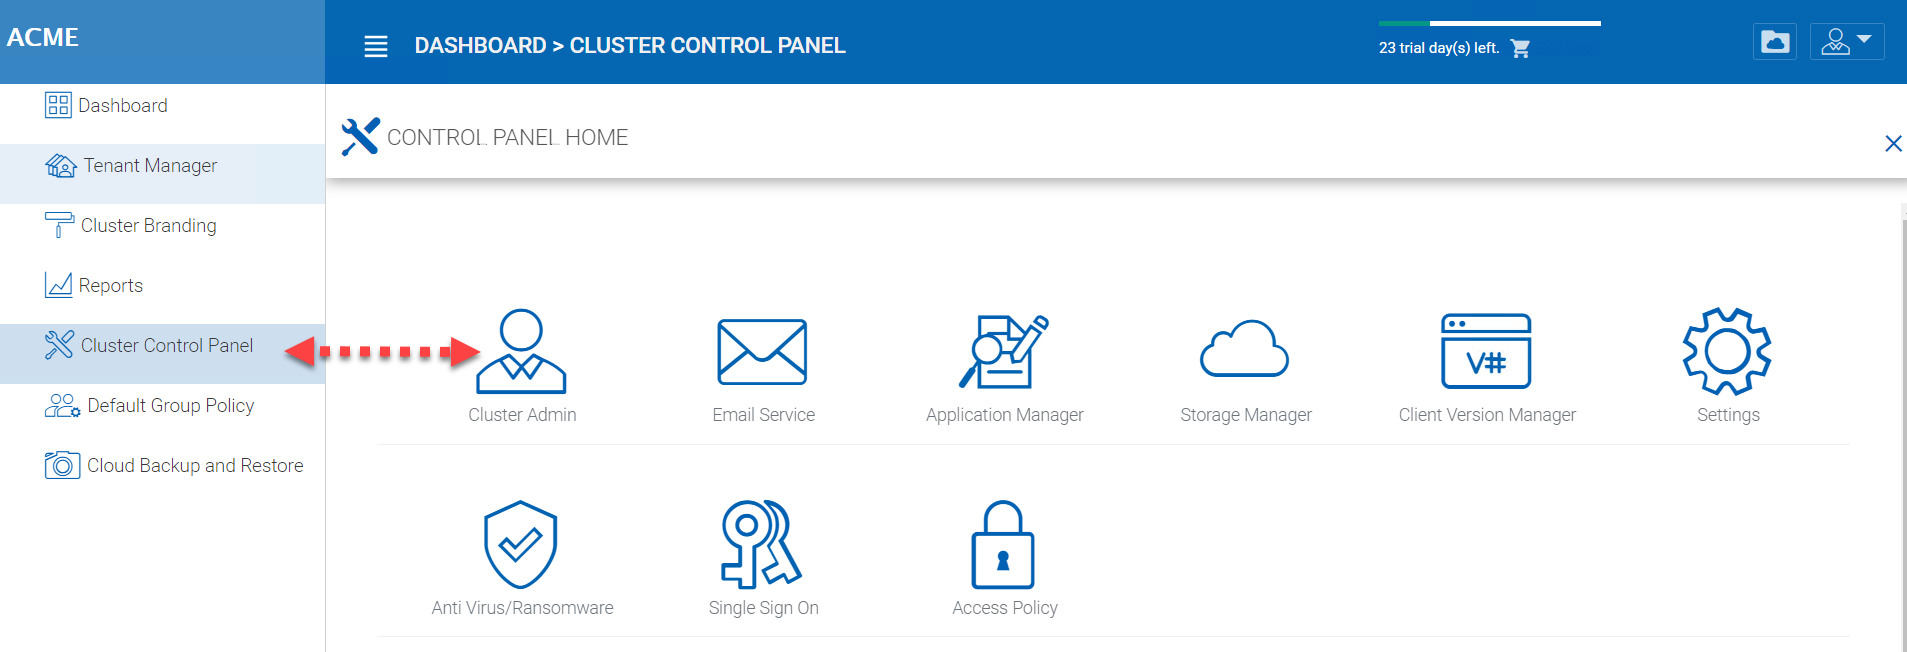 ACME
DASHBOARD > CLUSTER CONTROL PANEL
23 trial day(s) left.
Dashboard
Tenant Manager
Cluster Branding
Reports
Cluster Control Panel
Default Group Policy
Cloud Backup and Restore
CONTROL PANEL HOME
Cluster Admin
Email Service
Application Manager
Storage Manager
V#
Client Version Manager
Settings
Anti Virus/Ransomware
Single Sign On
Access Policy